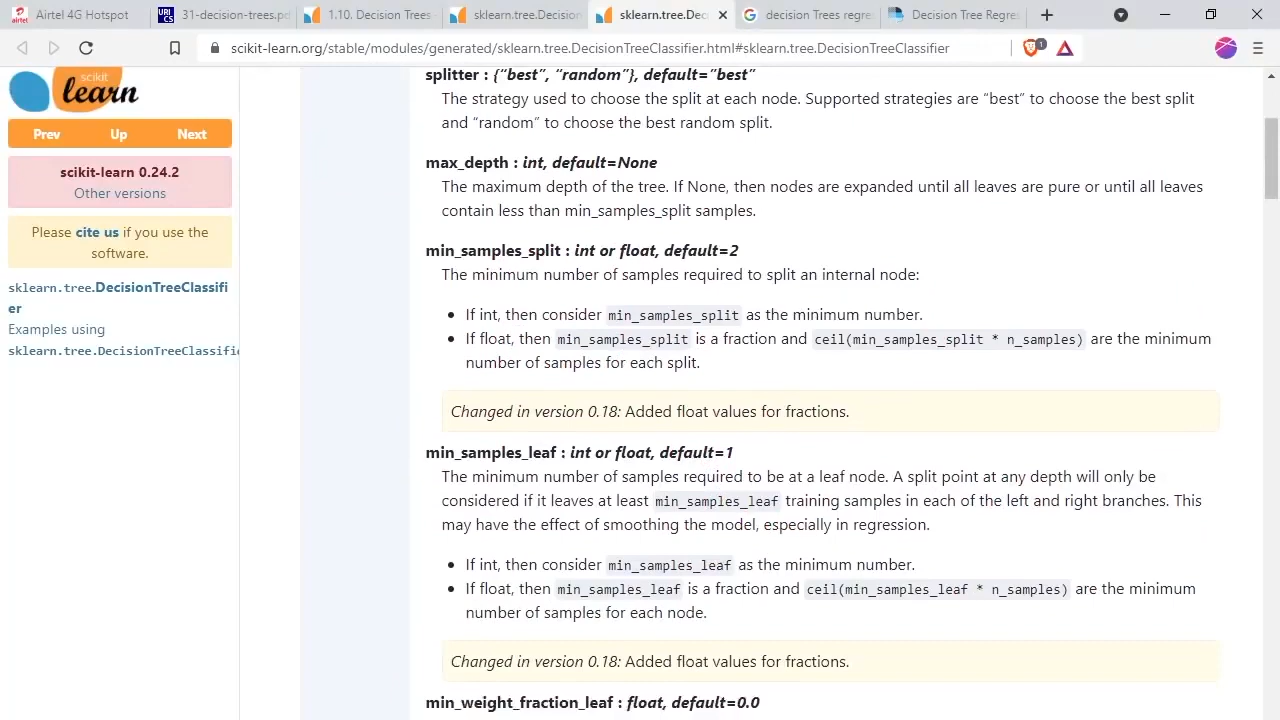 Airtel 4G Hotspot
31-decision-trees.pd
1.10. Decision Trees
sklearn.tree.Decision
sklearn.tree.Dec
decision Trees regre
Decision Tree Regres
scikit-learn.org/stable/modules/generated/sklearn.tree.DecisionTreeClassifier.html#sklearn.tree.DecisionTreeClassifier
1
scikit
learn
Prev Up Next
scikit-learn 0.24.2
Other versions
Please cite us if you use the
software.
sklearn.tree.DecisionTreeClassifi
er
Examples using
sklearn.tree.DecisionTreeClassifie
splitter : {“best”, “random”}, default=”best”
The strategy used to choose the split at each node. Supported strategies are “best” to choose the best split
and “random” to choose the best random split.
max_depth : int, default=None
The maximum depth of the tree. If None, then nodes are expanded until all leaves are pure or until all leaves
contain less than min_samples_split samples.
min_samples_split : int or float, default=2
The minimum number of samples required to split an internal node:
• If int, then consider min_samples_split as the minimum number.
• If float, then min_samples_split is a fraction and ceil(min_samples_split * n_samples) are the minimum
number of samples for each split.
Changed in version 0.18: Added float values for fractions.
min_samples_leaf : int or float, default=1
The minimum number of samples required to be at a leaf node. A split point at any depth will only be
considered if it leaves at least min_samples_leaf training samples in each of the left and right branches. This
may have the effect of smoothing the model, especially in regression.
• If int, then consider min_samples_leaf as the minimum number.
• If float, then min_samples_leaf is a fraction and ceil(min_samples_leaf * n_samples) are the minimum
number of samples for each node.
Changed in version 0.18: Added float values for fractions.
min_weight_fraction_leaf : float, default=0.0